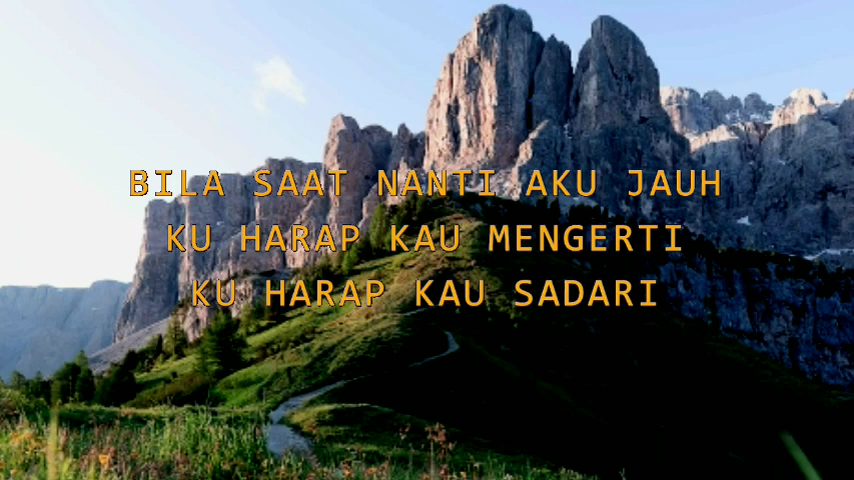 BILA SAAT NANTI AKU JAUH
KU HARAP KAU MENGERTI
KU HARAP KAU SADARI